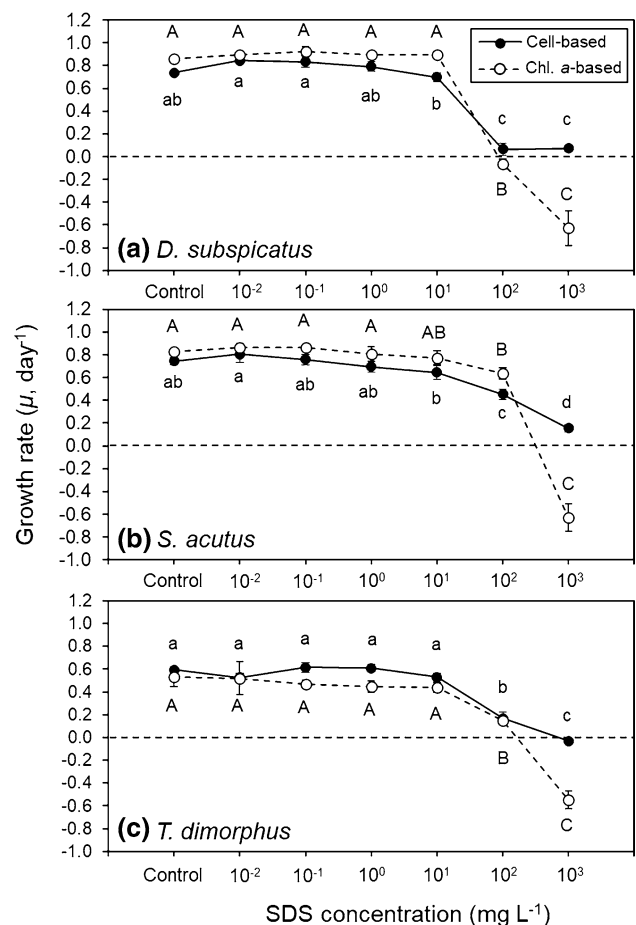 1.2
1.0
0.8
0.6
0.4
0.2
0.0
-0.2
-0.4
-0.6
-0.8
-1.0
A A A A A
Cell-based
Chl. a-based
ab a a ab b c c
B C
(a) D. subspicatus
Control 10⁻² 10⁻¹ 10⁰ 10¹ 10² 10³
1.2
1.0
0.8
0.6
0.4
0.2
0.0
-0.2
-0.4
-0.6
-0.8
-1.0
A A A A AB B
ab a ab ab b c d
C
(b) S. acutus
Control 10⁻² 10⁻¹ 10⁰ 10¹ 10² 10³
1.2
1.0
0.8
0.6
0.4
0.2
0.0
-0.2
-0.4
-0.6
-0.8
-1.0
a a a a a b c
A A A A A B C
(c) T. dimorphus
Control 10⁻² 10⁻¹ 10⁰ 10¹ 10² 10³
Growth rate (μ, day⁻¹)
SDS concentration (mg L⁻¹)